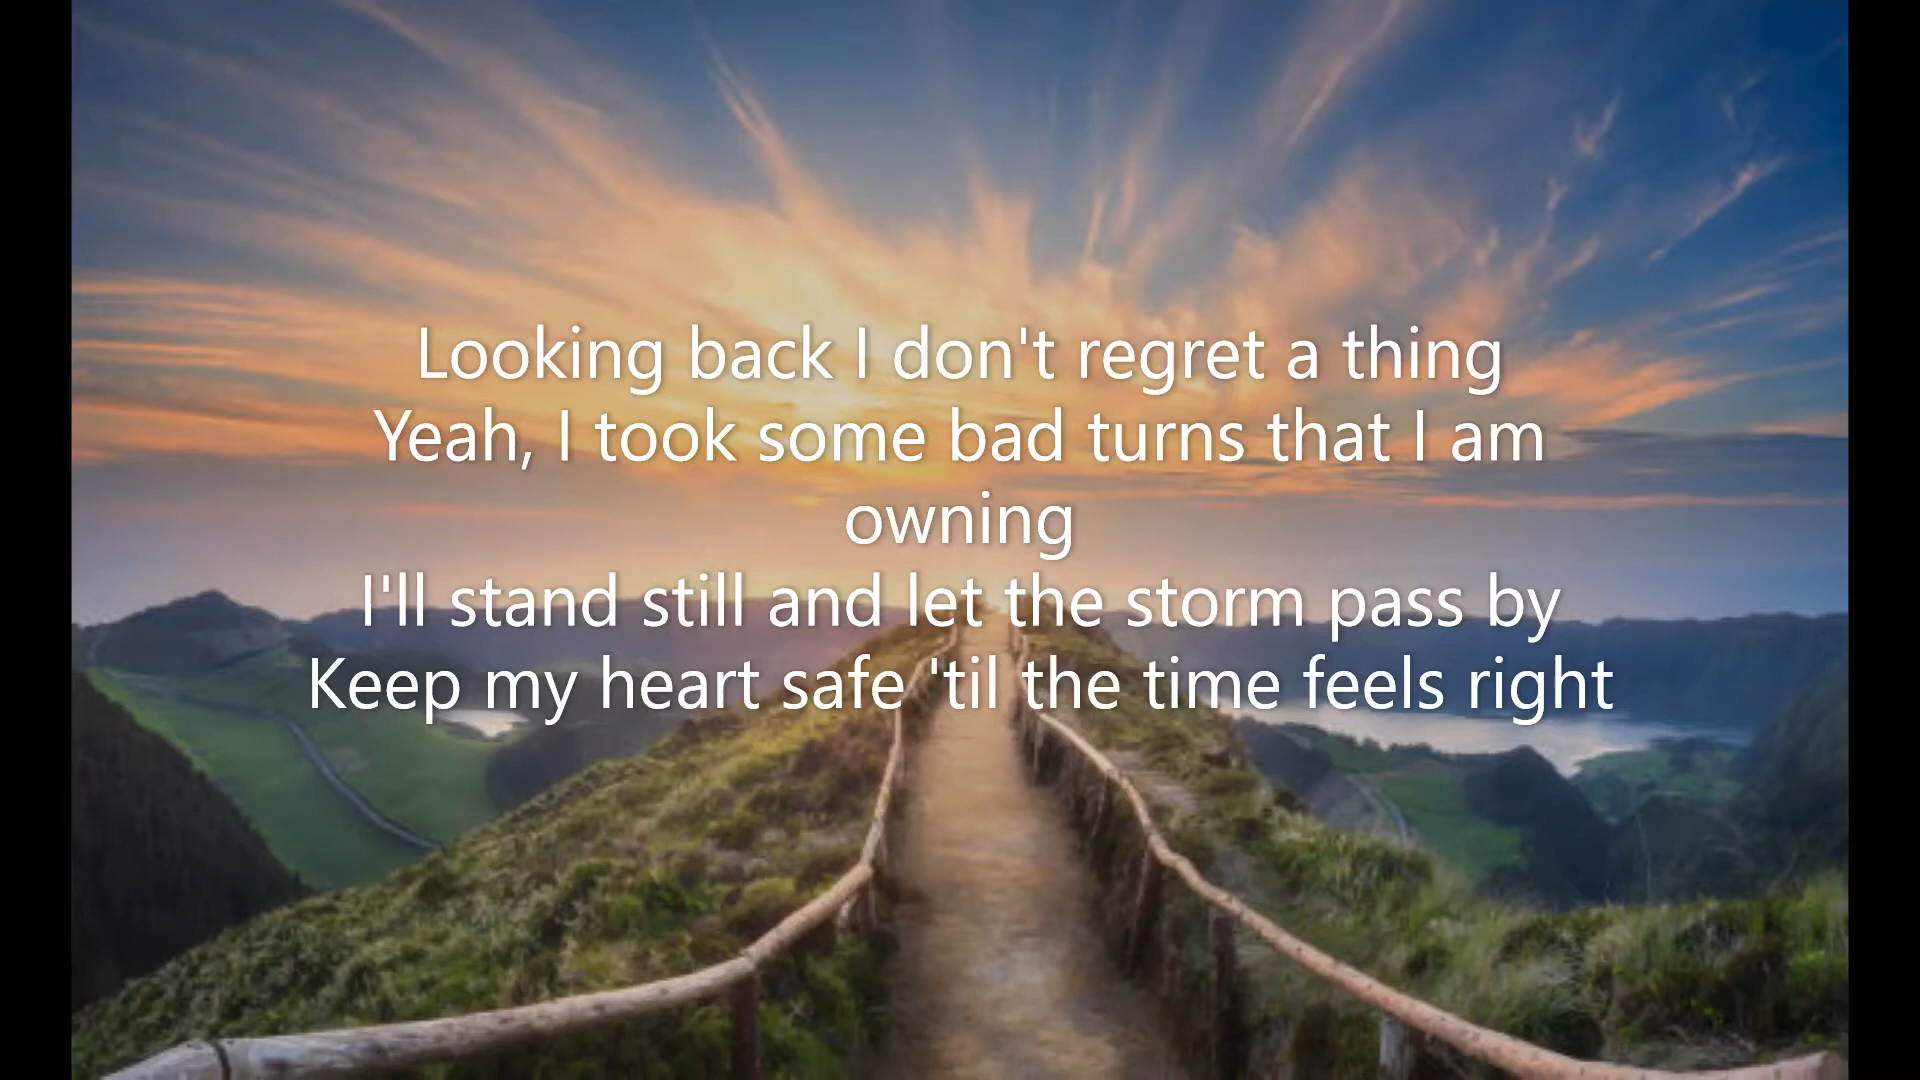 Looking back I don't regret a thing
Yeah, I took some bad turns that I am
owning
I'll stand still and let the storm pass by
Keep my heart safe 'til the time feels right